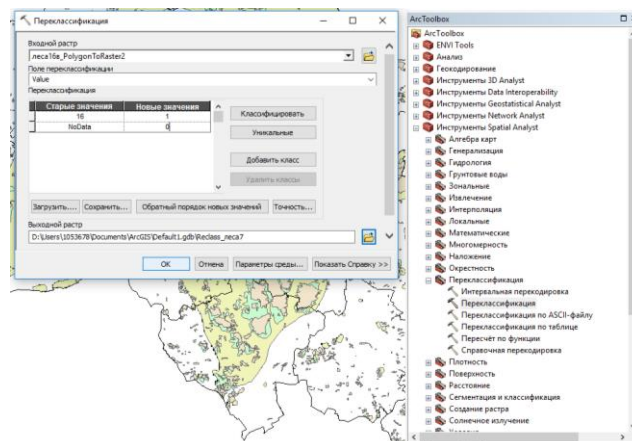 Переклассификация
Входной растр
леса16в_PolygonToRaster2
Поле переклассификации
Value
Переклассификация
Старые значения Новые значения
16 1
NoData 0
Классифицировать
Уникальные
Добавить класс
Удалить классы
Загрузить... Сохранить... Обратный порядок новых значений Точность...
Выходной растр
D:\Users\1053678\Documents\ArcGIS\Default1.gdb\Reclass_леса7
OK Отмена Параметры среды... Показать Справку >>
ArcToolbox
ArcToolbox
ENVI Tools
Анализ
Геокодирование
Инструменты 3D Analyst
Инструменты Data Interoperability
Инструменты Geostatistical Analyst
Инструменты Network Analyst
Инструменты Spatial Analyst
Алгебра карт
Генерализация
Гидрология
Грунтовые воды
Зональные
Извлечение
Интерполяция
Локальные
Математические
Многомерность
Наложение
Окрестность
Переклассификация
Интервальная перекодировка
Переклассификация
Переклассификация по ASCII-файлу
Переклассификация по таблице
Пересчёт по функции
Справочная перекодировка
Плотность
Поверхность
Расстояние
Сегментация и классификация
Создание растра
Солнечное излучение